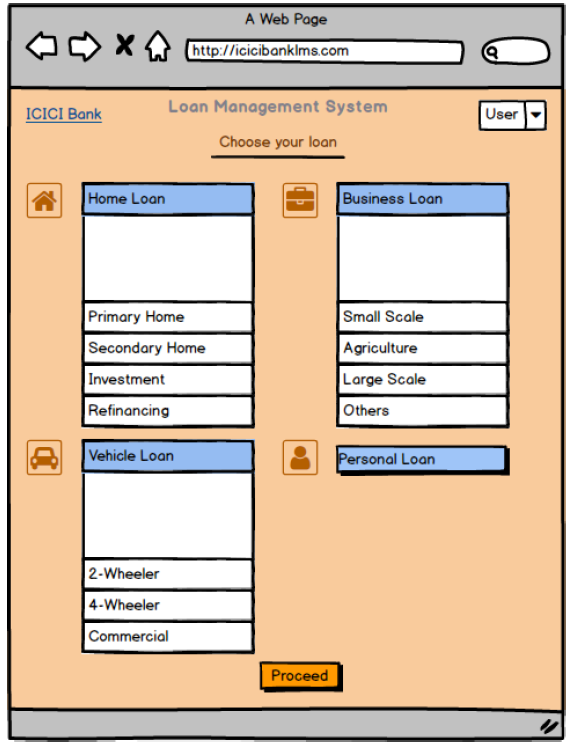 A Web Page
http://icicibanklms.com
ICICI Bank
Loan Management System
User
Choose your loan
Home Loan
Primary Home
Secondary Home
Investment
Refinancing
Business Loan
Small Scale
Agriculture
Large Scale
Others
Vehicle Loan
2-Wheeler
4-Wheeler
Commercial
Personal Loan
Proceed